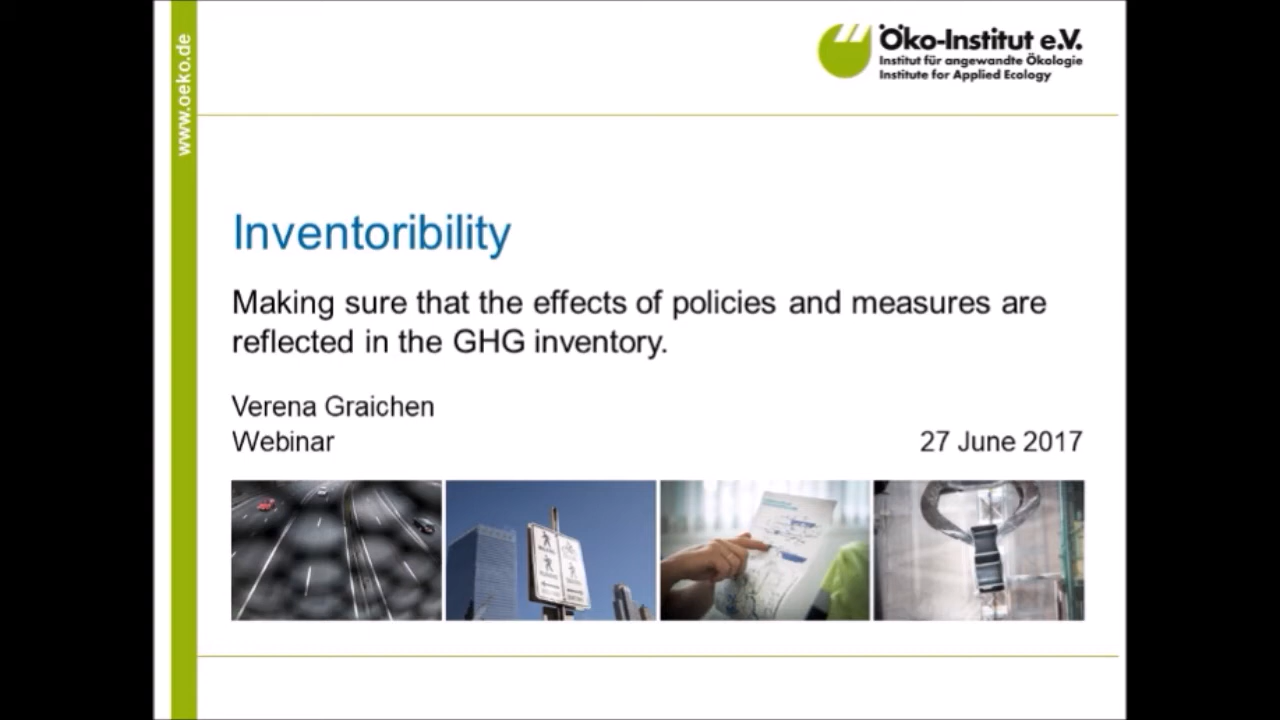 www.oeko.de
Öko-Institut e.V.
Institut für angewandte Ökologie
Institute for Applied Ecology
Inventoribility
Making sure that the effects of policies and measures are
reflected in the GHG inventory.
Verena Graichen
Webinar
27 June 2017